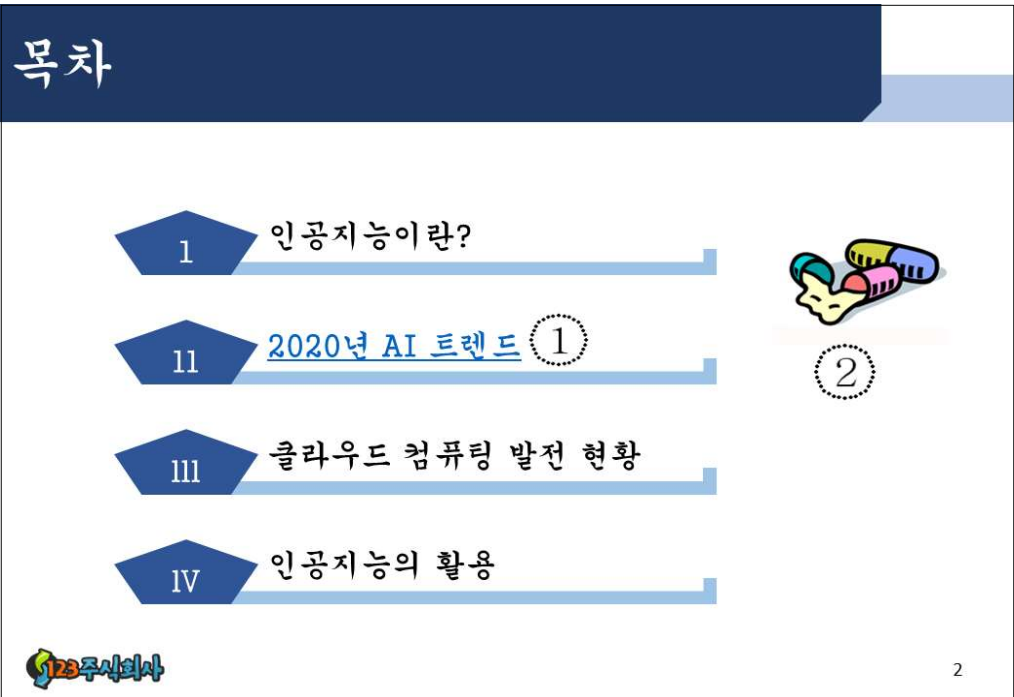 목차
1 인공지능이란?
11 2020년 AI 트렌드 ①
②
111 클라우드 컴퓨팅 발전 현황
1V 인공지능의 활용
123주식회사
2